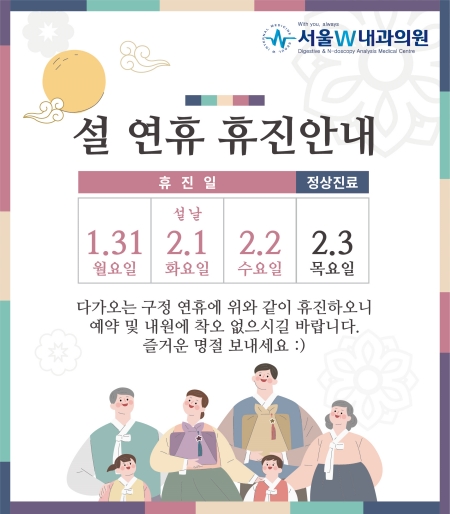 With you, always
서울W내과의원
Digestive & N-doscopy Analysis Medical Centre
설 연휴 휴진안내
휴 진 일 정상진료
설날
1.31 2.1 2.2 2.3
월요일 화요일 수요일 목요일
다가오는 구정 연휴에 위와 같이 휴진하오니
예약 및 내원에 착오 없으시길 바랍니다.
즐거운 명절 보내세요 :)